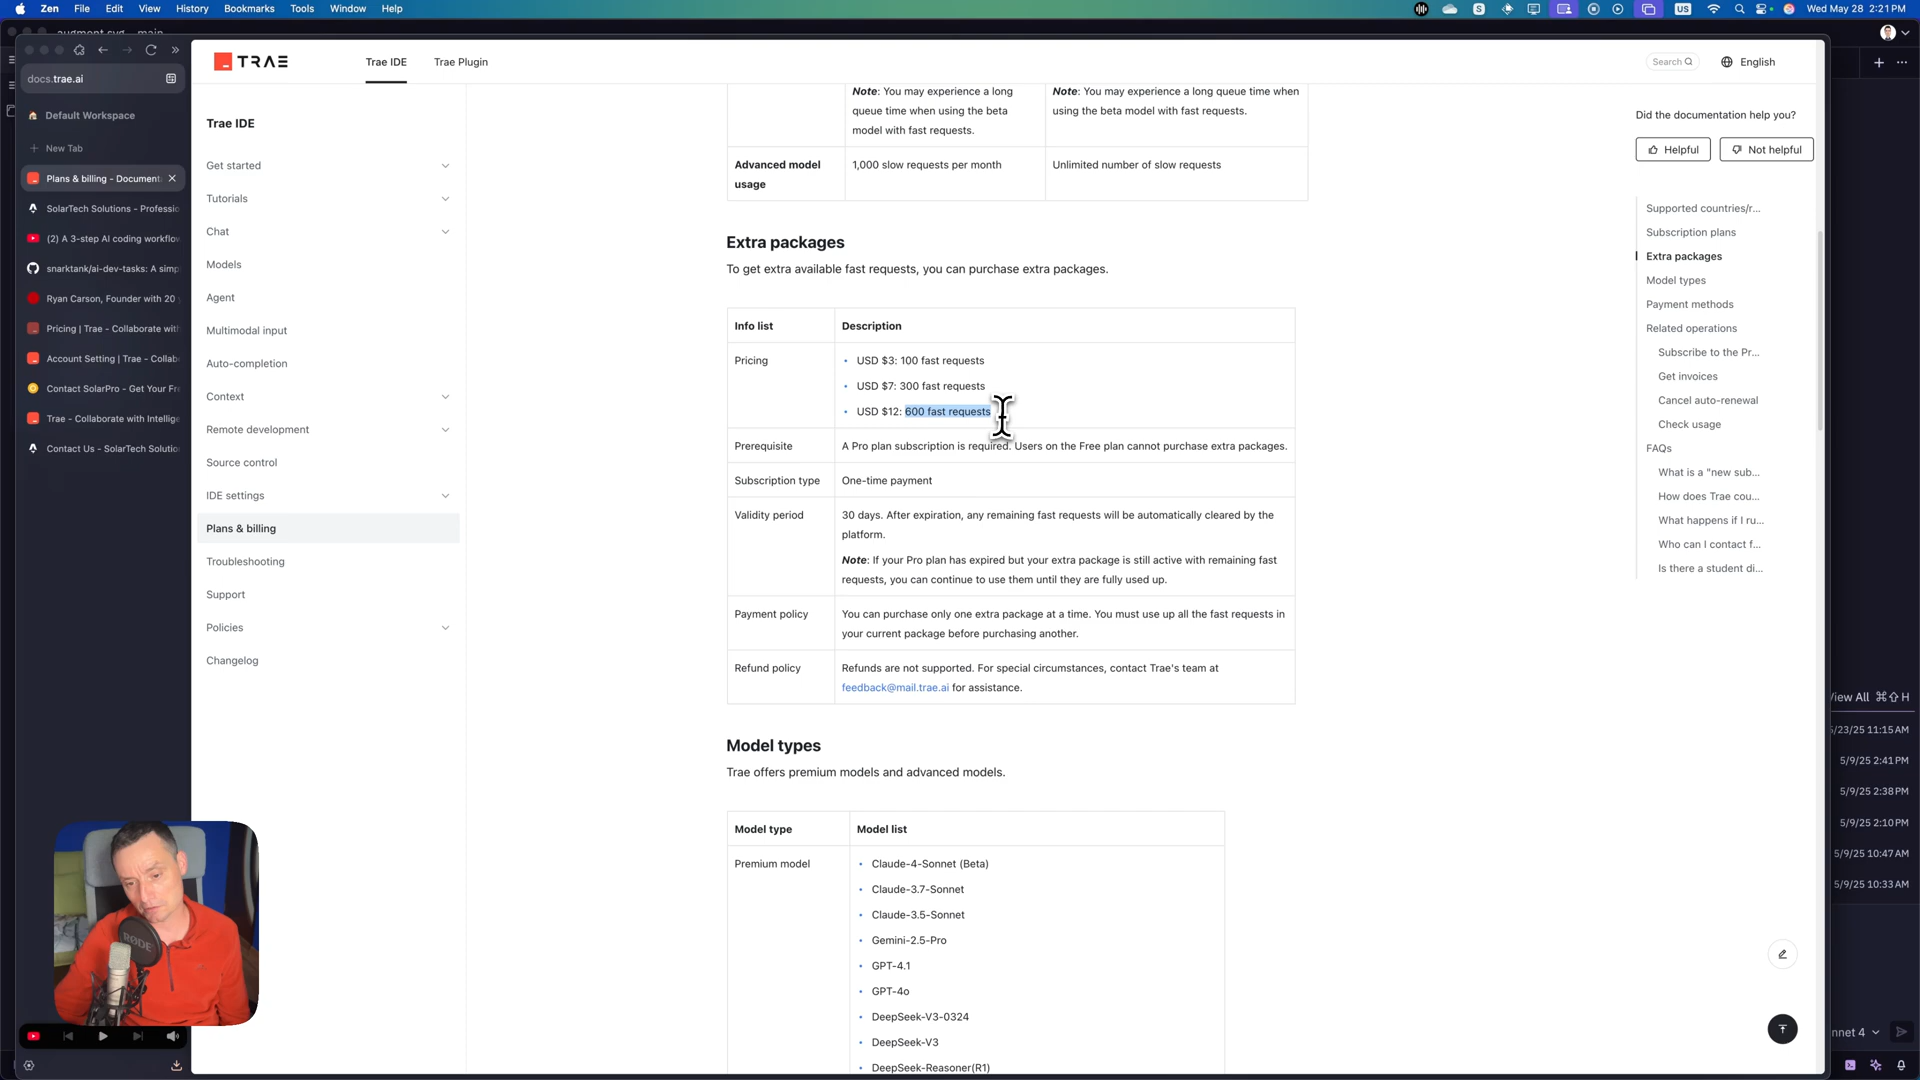 Zen File Edit View History Bookmarks Tools Window Help
US Wed May 28 2:21 PM
docs.trae.ai
Default Workspace
New Tab
Plans & billing - Document
SolarTech Solutions - Professio
(2) A 3-step AI coding workflow
snarktank/ai-dev-tasks: A simp
Ryan Carson, Founder with 20
Pricing | Trae - Collaborate with
Account Setting | Trae - Collab
Contact SolarPro - Get Your Fr
Trae - Collaborate with Intellige
Contact Us - SolarTech Solutio
TRAE
Trae IDE Trae Plugin
Search
English
Trae IDE
Get started
Tutorials
Chat
Models
Agent
Multimodal input
Auto-completion
Context
Remote development
Source control
IDE settings
Plans & billing
Troubleshooting
Support
Policies
Changelog
Note: You may experience a long
queue time when using the beta
model with fast requests.
Note: You may experience a long queue time when
using the beta model with fast requests.
Advanced model
usage
1,000 slow requests per month
Unlimited number of slow requests
Extra packages
To get extra available fast requests, you can purchase extra packages.
Info list Description
Pricing
USD $3: 100 fast requests
USD $7: 300 fast requests
USD $12: 600 fast requests
Prerequisite A Pro plan subscription is required. Users on the Free plan cannot purchase extra packages.
Subscription type One-time payment
Validity period 30 days. After expiration, any remaining fast requests will be automatically cleared by the
platform.
Note: If your Pro plan has expired but your extra package is still active with remaining fast
requests, you can continue to use them until they are fully used up.
Payment policy You can purchase only one extra package at a time. You must use up all the fast requests in
your current package before purchasing another.
Refund policy Refunds are not supported. For special circumstances, contact Trae's team at
feedback@mail.trae.ai for assistance.
Model types
Trae offers premium models and advanced models.
Model type Model list
Premium model
Claude-4-Sonnet (Beta)
Claude-3.7-Sonnet
Claude-3.5-Sonnet
Gemini-2.5-Pro
GPT-4.1
GPT-4o
DeepSeek-V3-0324
DeepSeek-V3
DeepSeek-Reasoner(R1)
Did the documentation help you?
Helpful Not helpful
Supported countries/r...
Subscription plans
Extra packages
Model types
Payment methods
Related operations
Subscribe to the Pr...
Get invoices
Cancel auto-renewal
Check usage
FAQs
What is a "new sub...
How does Trae cou...
What happens if I ru...
Who can I contact f...
Is there a student di...
View All ⌘⇧H
5/23/25 11:15 AM
5/9/25 2:41 PM
5/9/25 2:38 PM
5/9/25 2:10 PM
5/9/25 10:47 AM
5/9/25 10:33 AM
nnet 4
RØDE